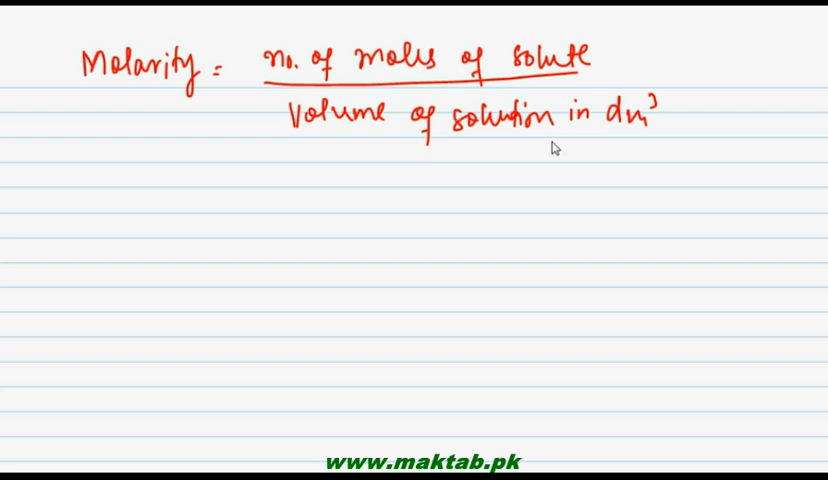 Molarity = no. of moles of solute
Volume of solution in dm³
www.maktab.pk